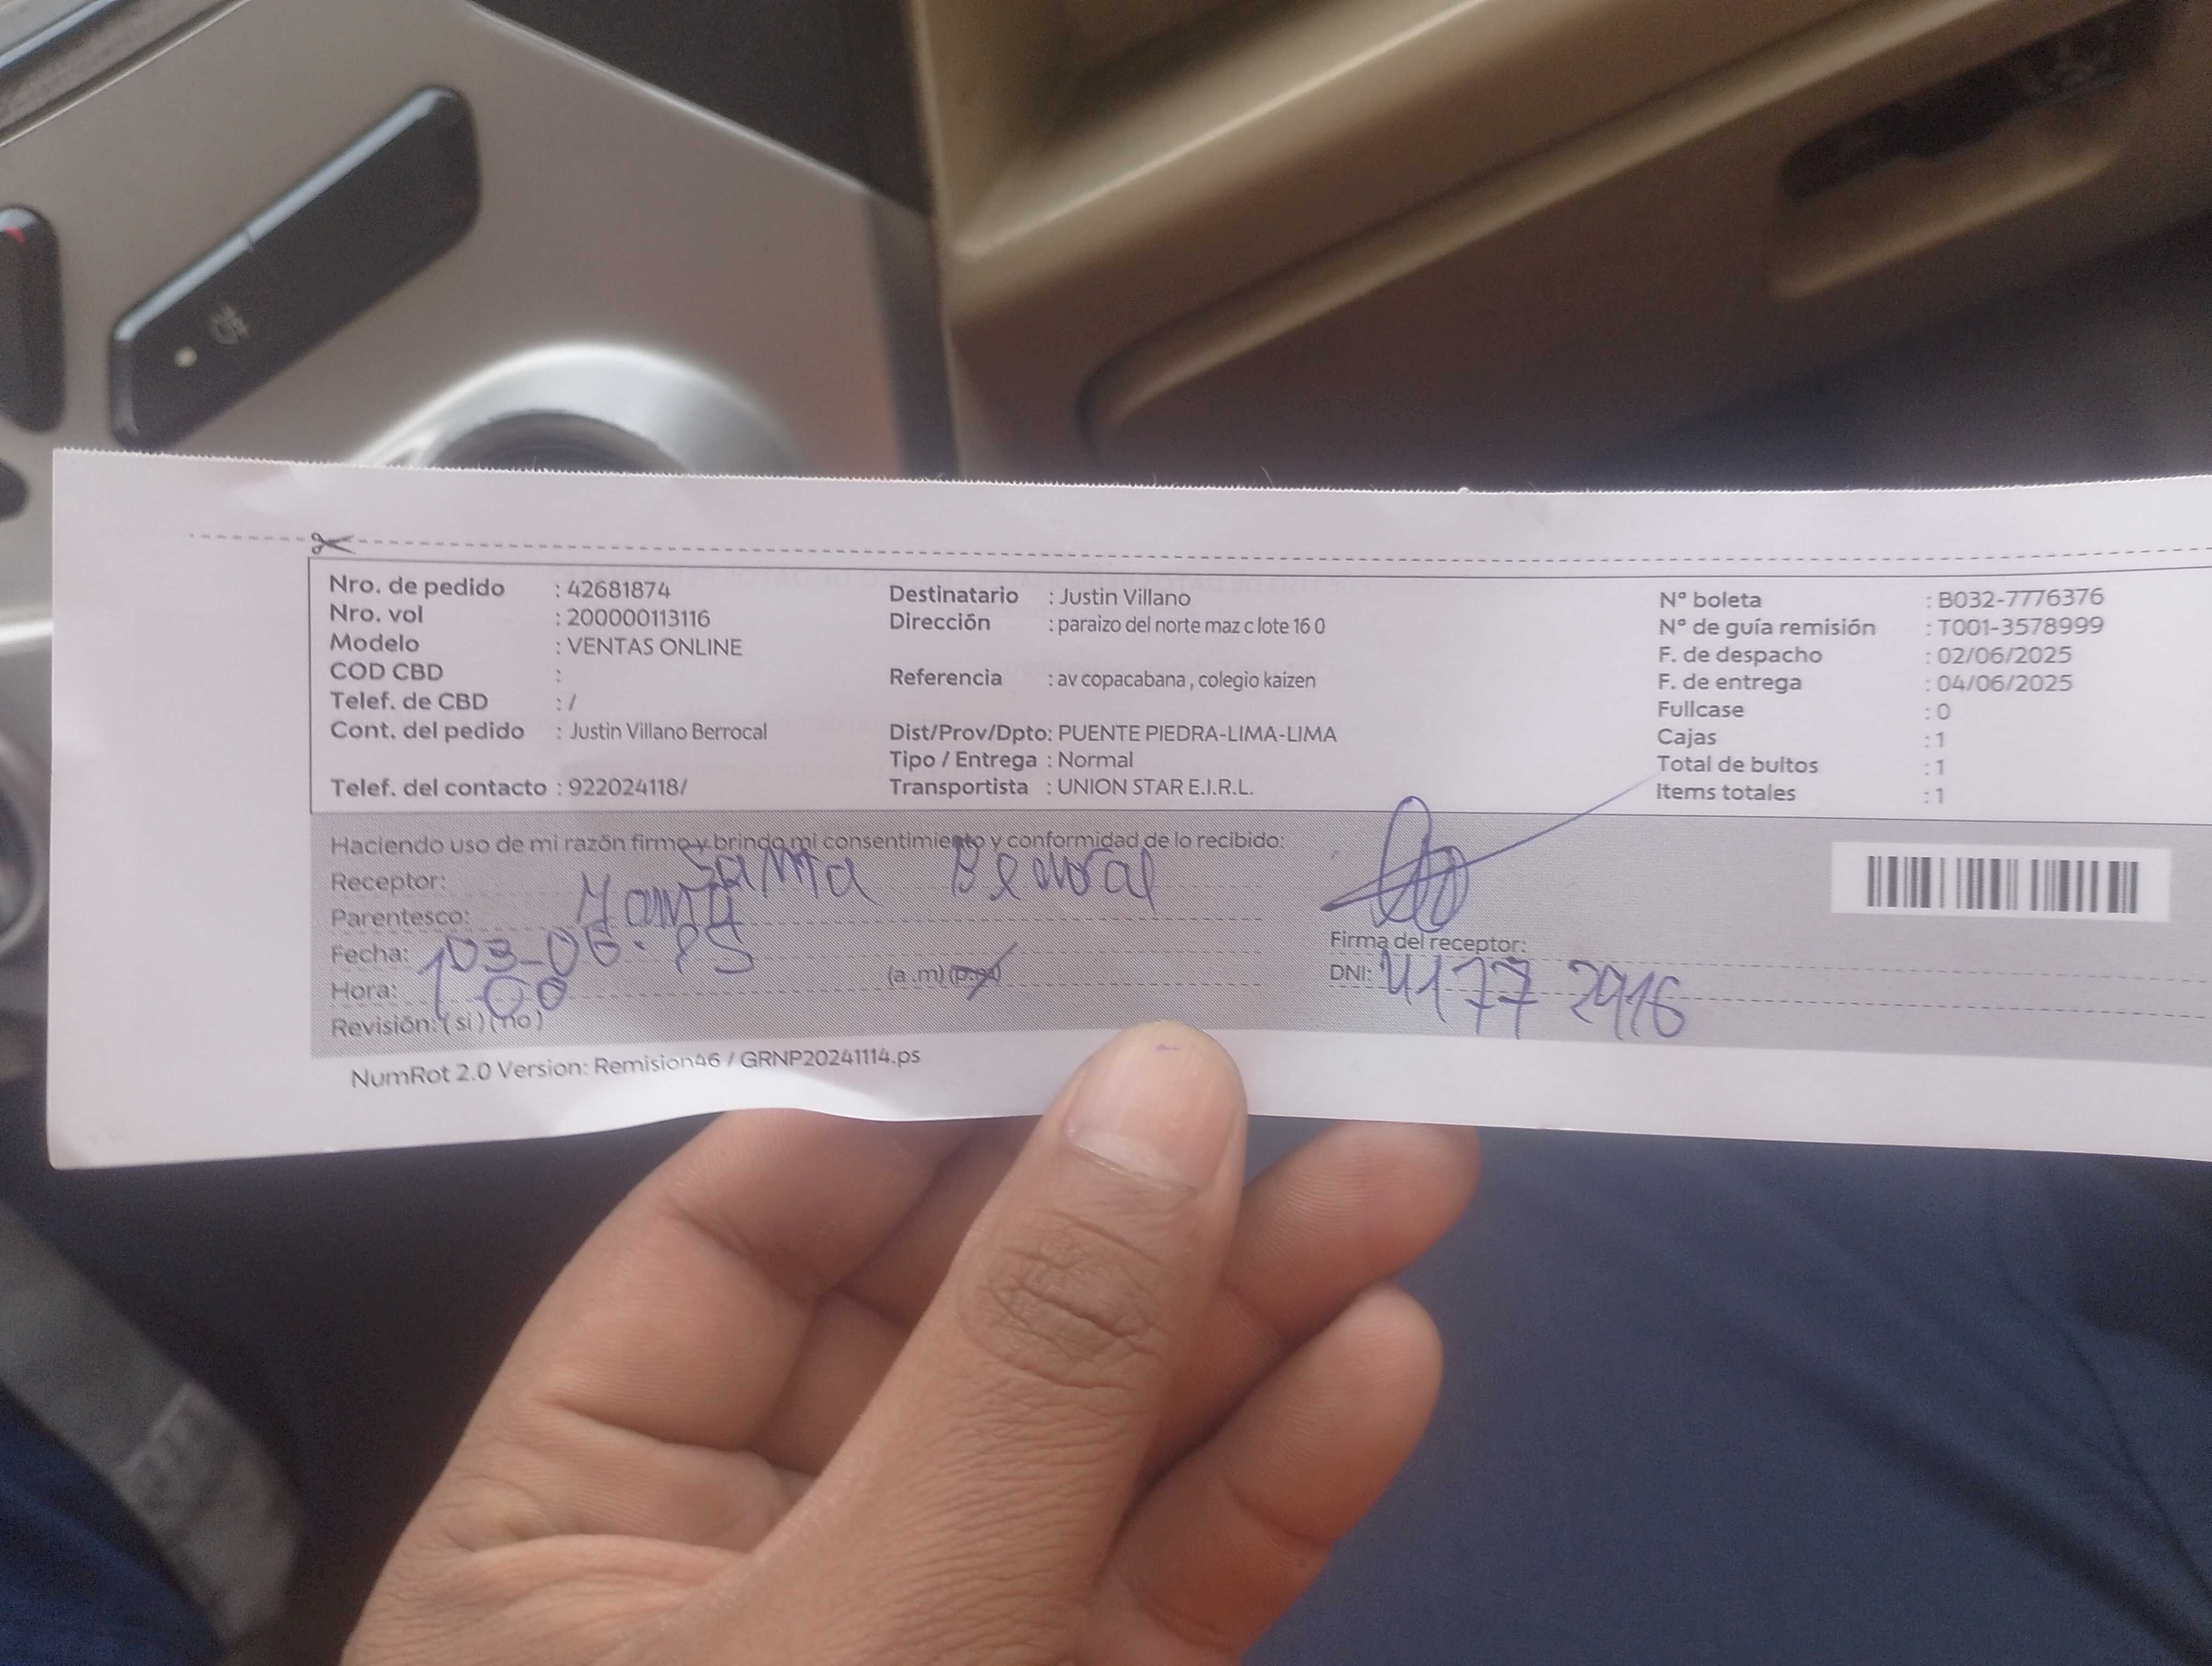 Nro. de pedido : 42681874
Nro. vol : 200000113116
Modelo : VENTAS ONLINE
COD CBD :
Telef. de CBD : /
Cont. del pedido : Justin Villano Berrocal
Telef. del contacto : 922024118/
Destinatario : Justin Villano
Dirección : paraizo del norte maz c lote 16 0
Referencia : av copacabana , colegio kaizen
Dist/Prov/Dpto: PUENTE PIEDRA-LIMA-LIMA
Tipo / Entrega : Normal
Transportista : UNION STAR E.I.R.L.
Nº boleta : B032-7776376
Nº de guía remisión : T001-3578999
F. de despacho : 02/06/2025
F. de entrega : 04/06/2025
Fullcase : 0
Cajas : 1
Total de bultos : 1
Items totales : 1
Haciendo uso de mi razón firmo y brindo mi consentimiento y conformidad de lo recibido:
Receptor:
Parentesco: Mamá
Fecha: 03-06-25
Hora: 1 00 (a .m) (p.m)
Revisión: ( si ) ( no )
Firma del receptor:
DNI: 41772916
NumRot 2.0 Version: Remision46 / GRNP20241114.ps